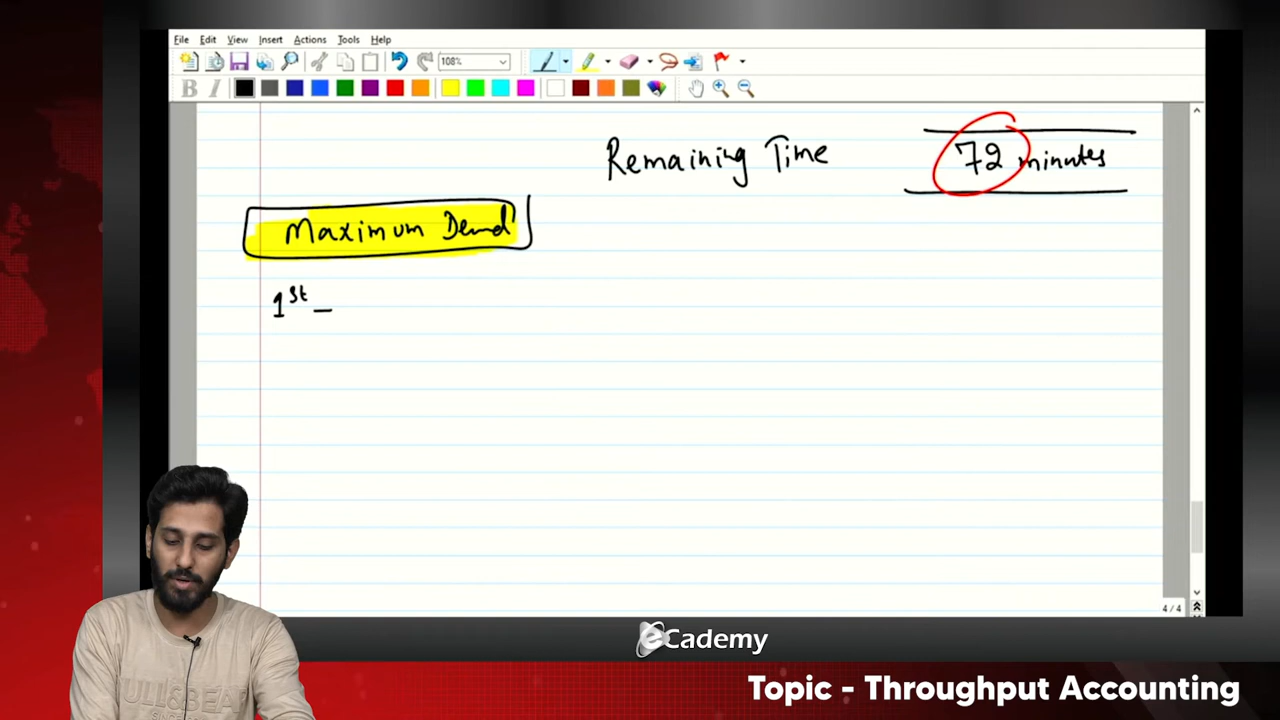 File Edit View Insert Actions Tools Help
108%
B I
Remaining Time 72 minutes
Maximum Demd
1st –
4 / 4
eCademy
Topic - Throughput Accounting